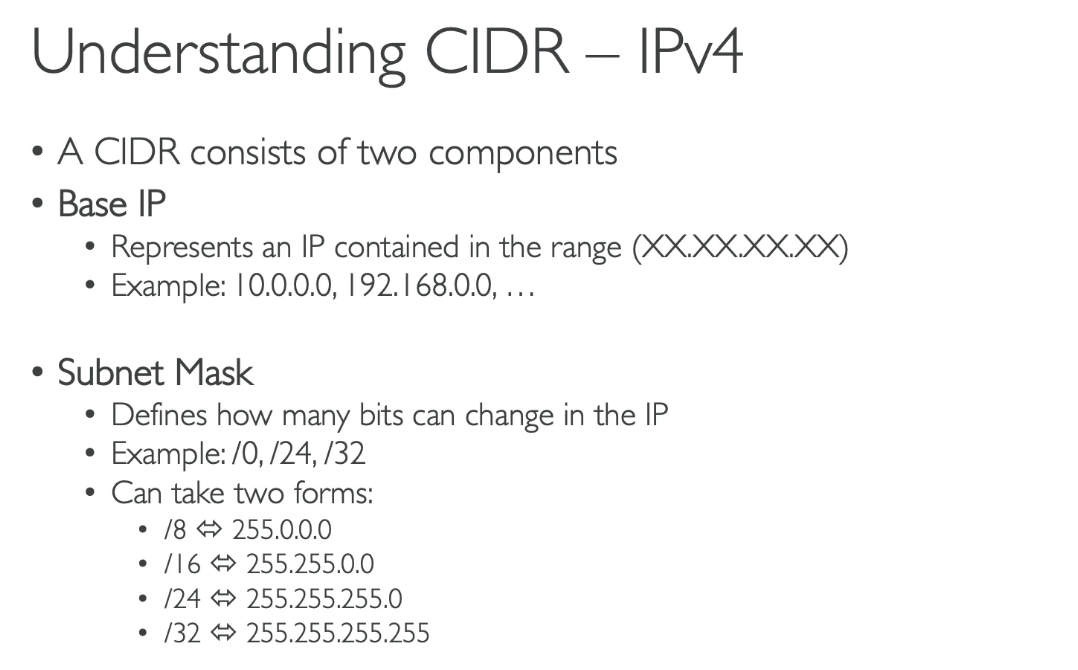 Understanding CIDR – IPv4
• A CIDR consists of two components
• Base IP
• Represents an IP contained in the range (XX.XX.XX.XX)
• Example: 10.0.0.0, 192.168.0.0, …
• Subnet Mask
• Defines how many bits can change in the IP
• Example: /0, /24, /32
• Can take two forms:
• /8 ⬄ 255.0.0.0
• /16 ⬄ 255.255.0.0
• /24 ⬄ 255.255.255.0
• /32 ⬄ 255.255.255.255